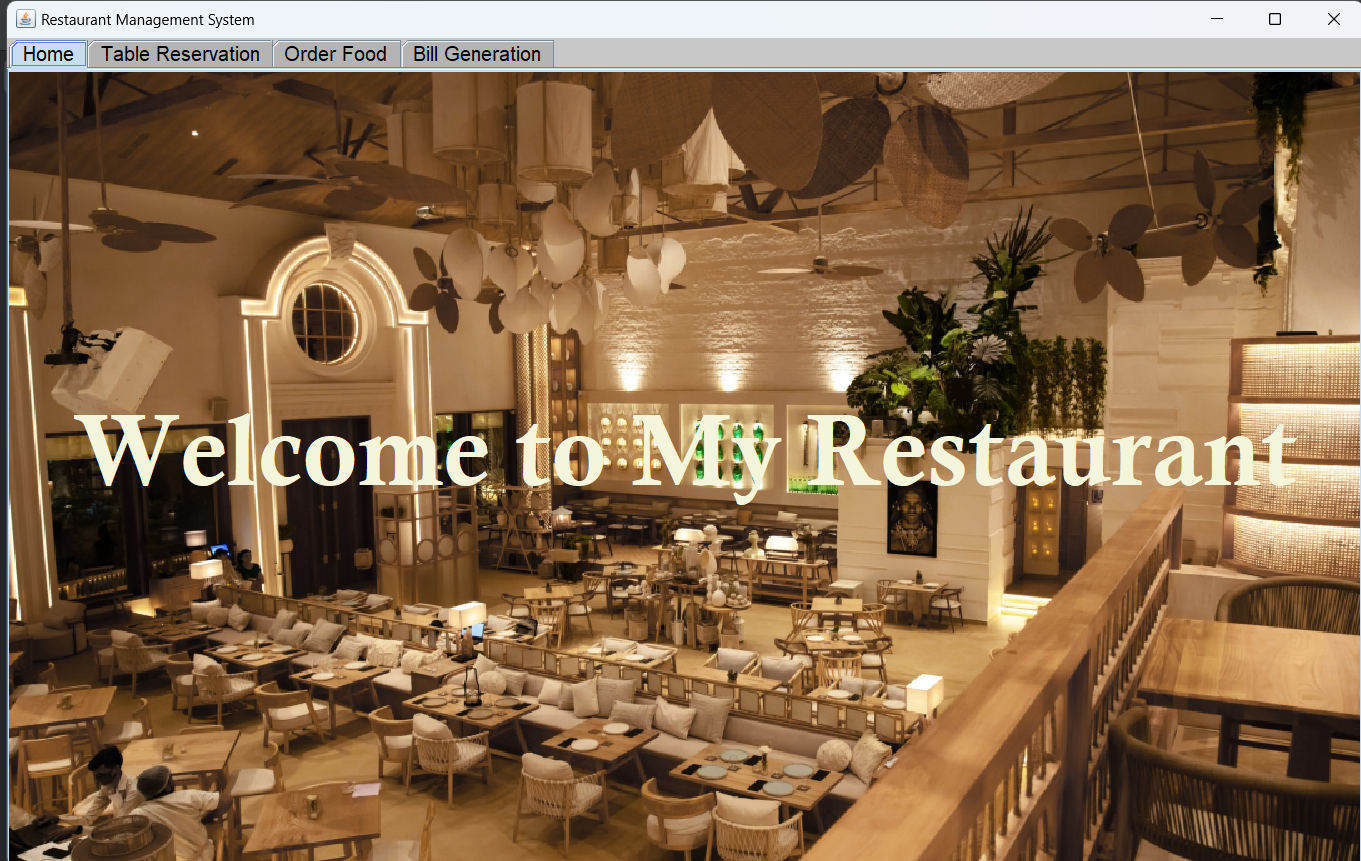 Restaurant Management System
Home Table Reservation Order Food Bill Generation
Welcome to My Restaurant